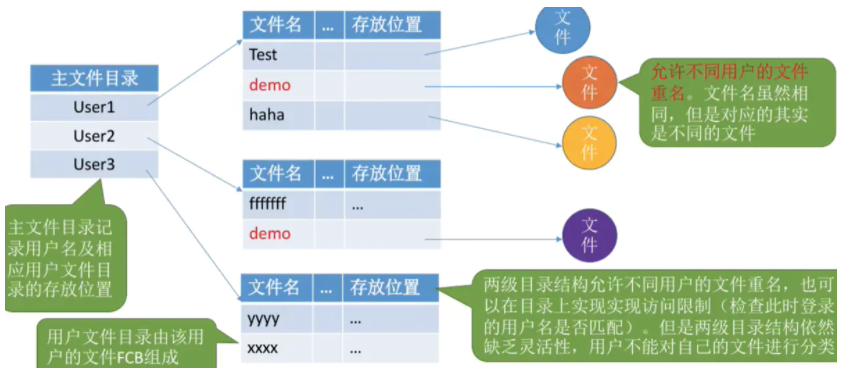 主文件目录
User1
User2
User3
主文件目录记
录用户名及相
应用户文件目
录的存放位置
用户文件目录由该用
户的文件FCB组成
文件名 ... 存放位置
Test
demo
haha
文件名 ... 存放位置
fffffff ...
demo
文件名 ... 存放位置
yyyy ...
xxxx ...
文
件
文
件
文
件
文
件
允许不同用户的文件
重名。文件名虽然相
同，但是对应的其实
是不同的文件
两级目录结构允许不同用户的文件重名，也可
以在目录上实现实现访问限制（检查此时登录
的用户名是否匹配）。但是两级目录结构依然
缺乏灵活性，用户不能对自己的文件进行分类